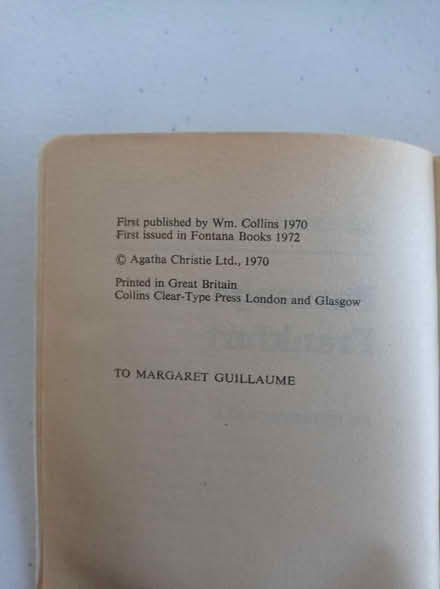 First published by Wm. Collins 1970
First issued in Fontana Books 1972
© Agatha Christie Ltd., 1970
Printed in Great Britain
Collins Clear-Type Press London and Glasgow
TO MARGARET GUILLAUME